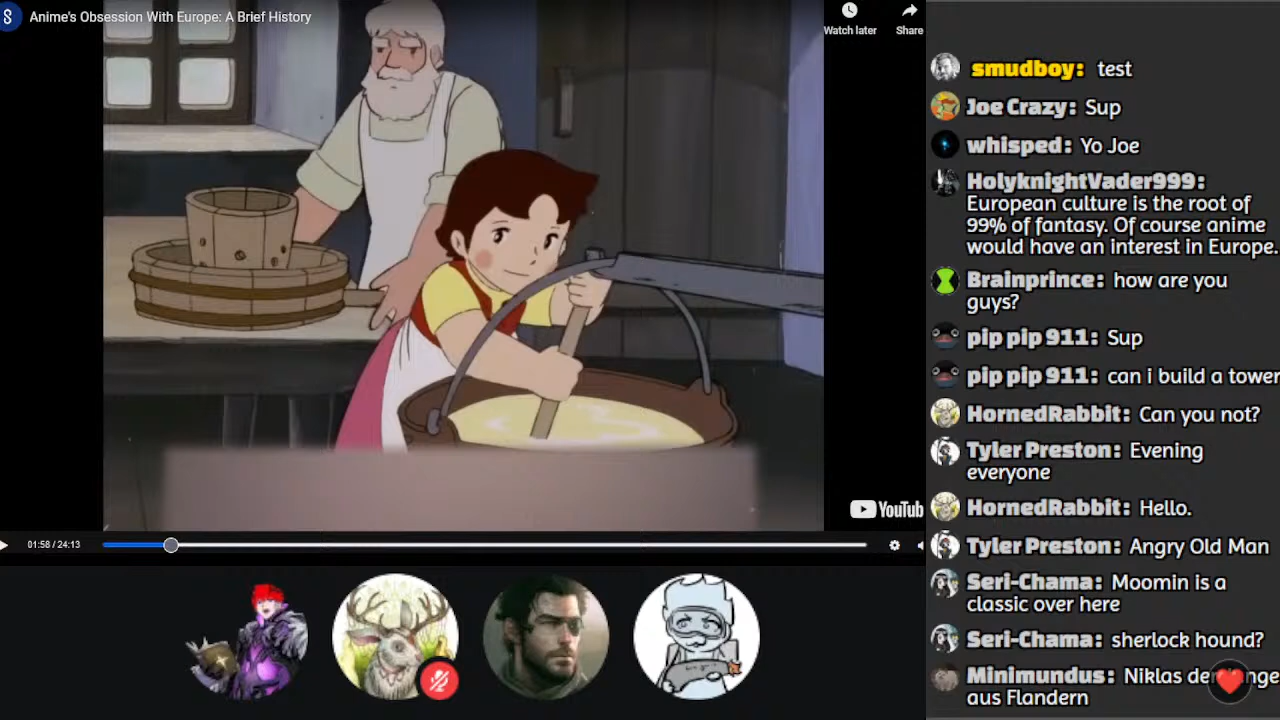 Anime's Obsession With Europe: A Brief History
Watch later
Share
YouTube
01:58 / 24:13
smudboy: test
Joe Crazy: Sup
whisped: Yo Joe
HolyknightVader999:
European culture is the root of
99% of fantasy. Of course anime
would have an interest in Europe.
Brainprince: how are you
guys?
pip pip 911: Sup
pip pip 911: can i build a tower
HornedRabbit: Can you not?
Tyler Preston: Evening
everyone
HornedRabbit: Hello.
Tyler Preston: Angry Old Man
Seri-Chama: Moomin is a
classic over here
Seri-Chama: sherlock hound?
Minimundus: Niklas
aus Flandern